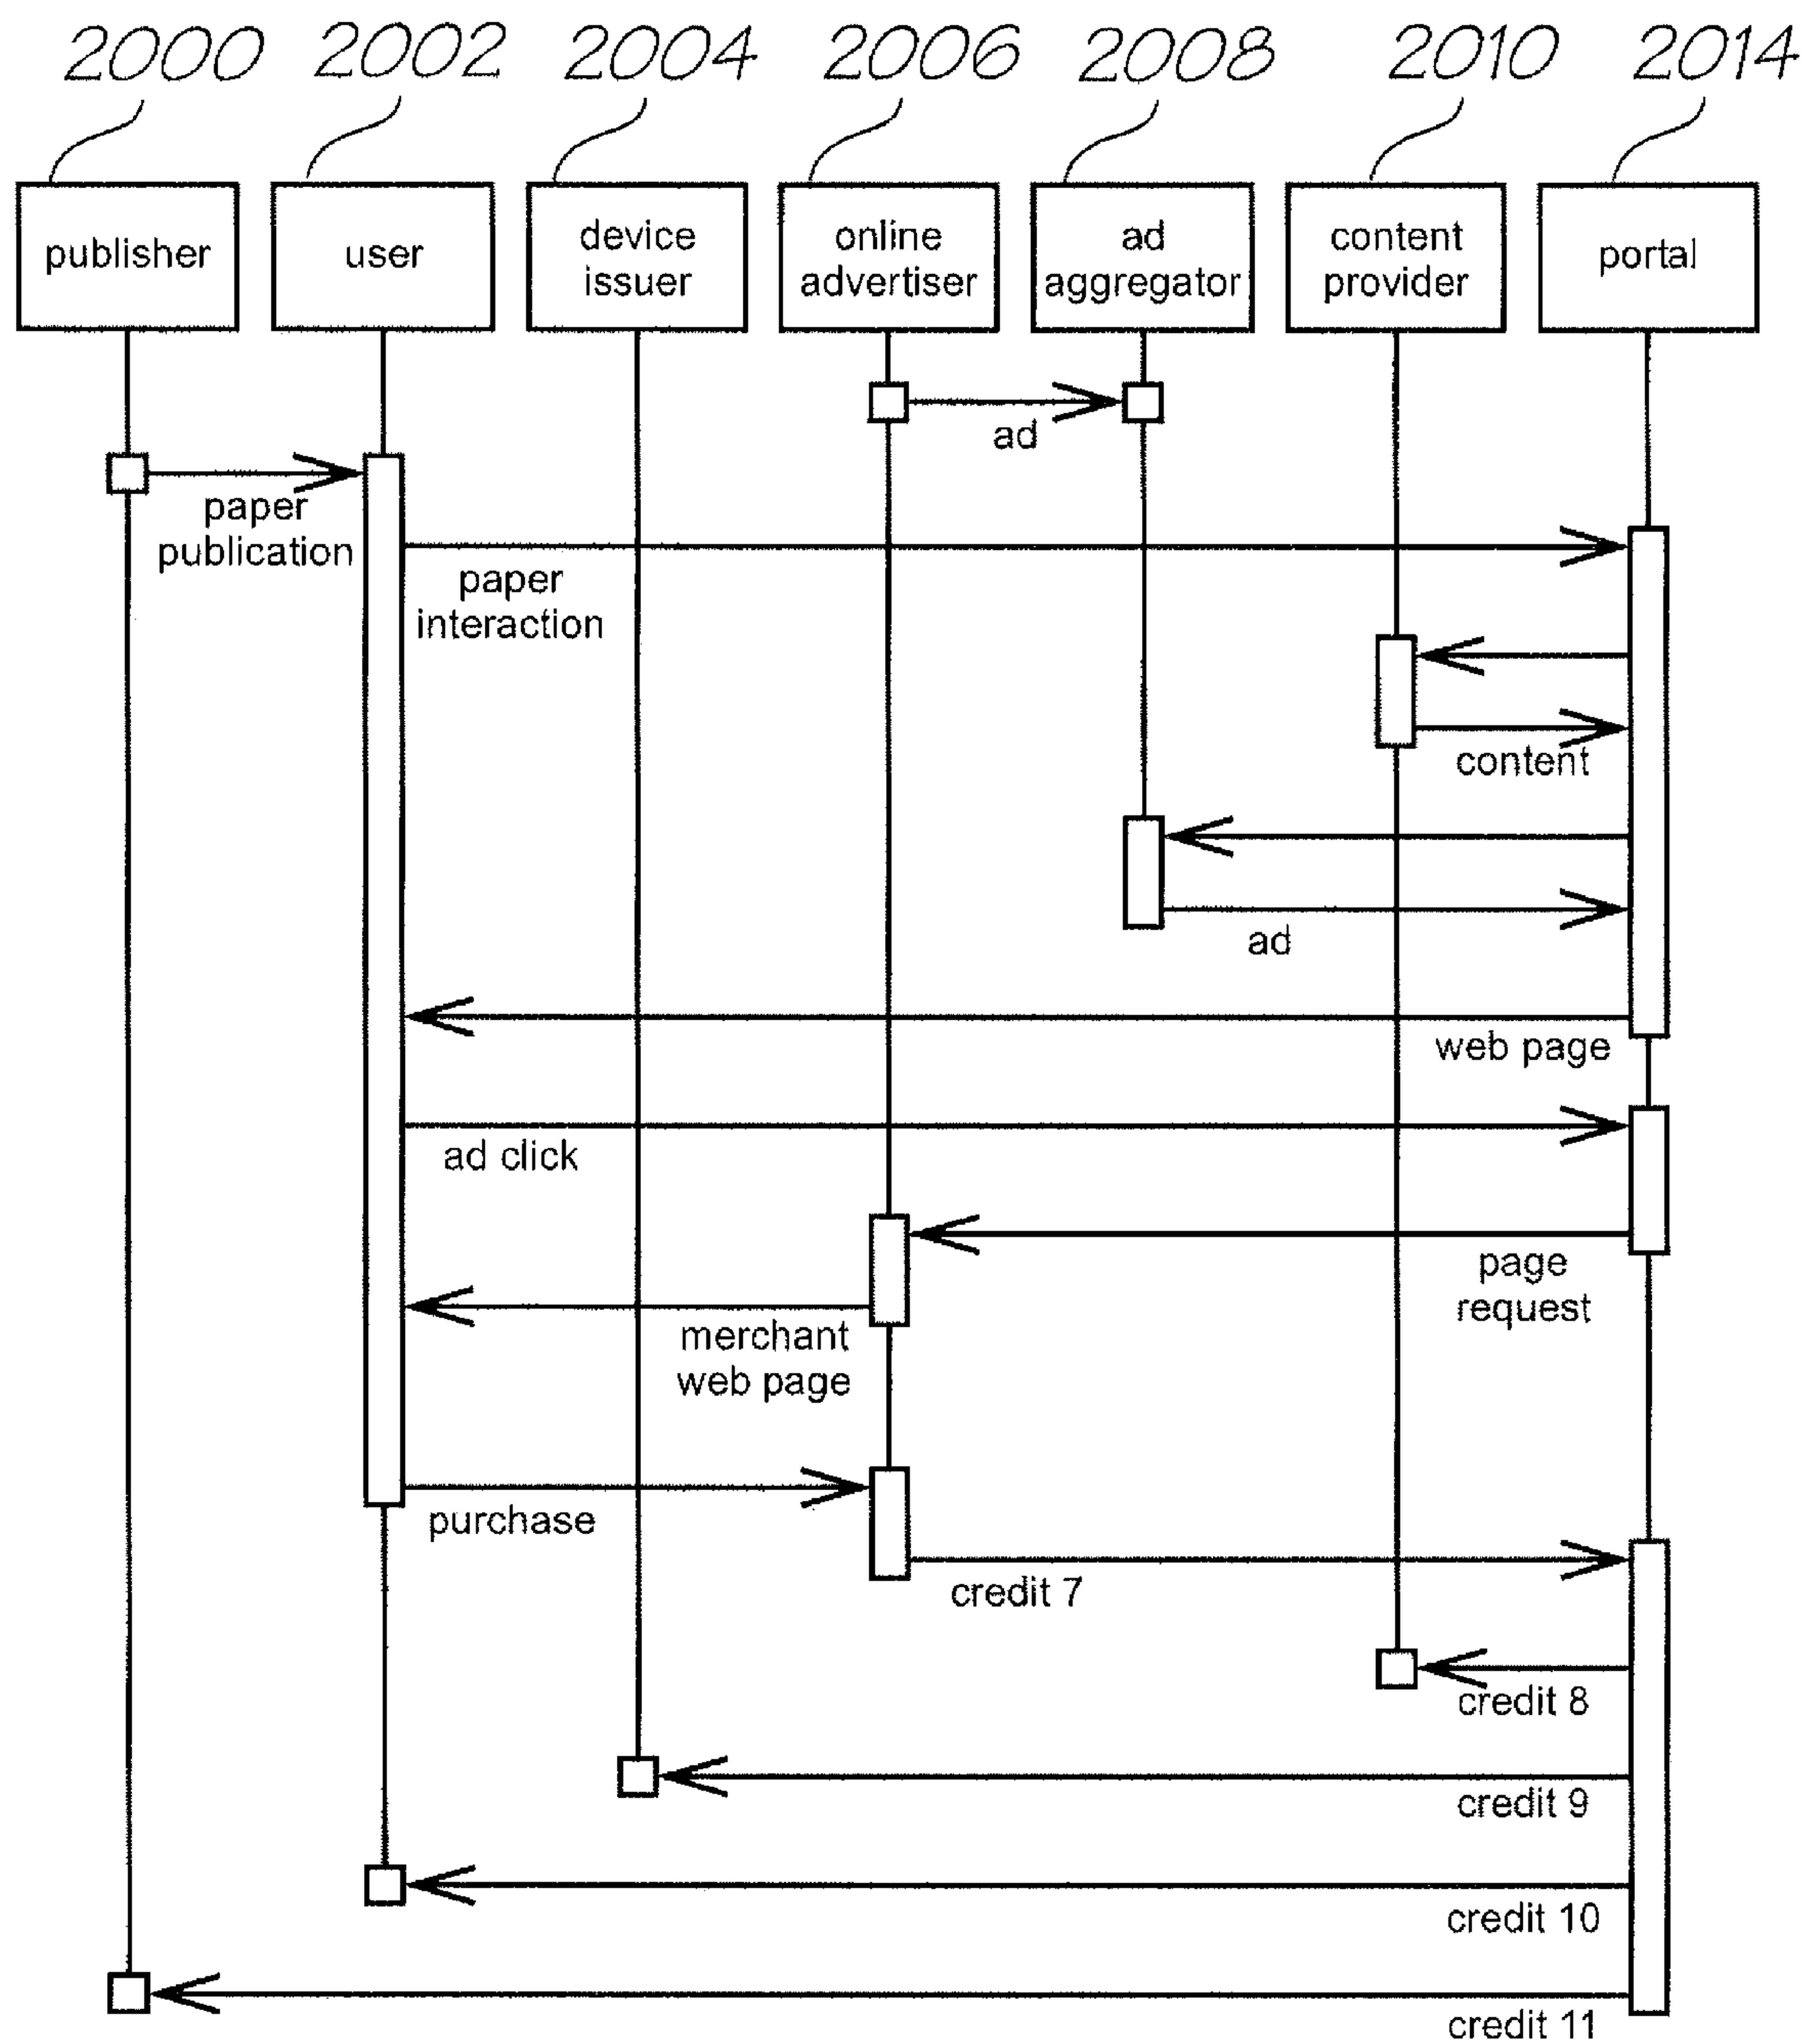 2000 2002 2004 2006 2008 2010 2014
publisher
user
device
issuer
online
advertiser
ad
aggregator
content
provider
portal
ad
paper
publication
paper
interaction
content
ad
web page
ad click
page
request
merchant
web page
purchase
credit 7
credit 8
credit 9
credit 10
credit 11